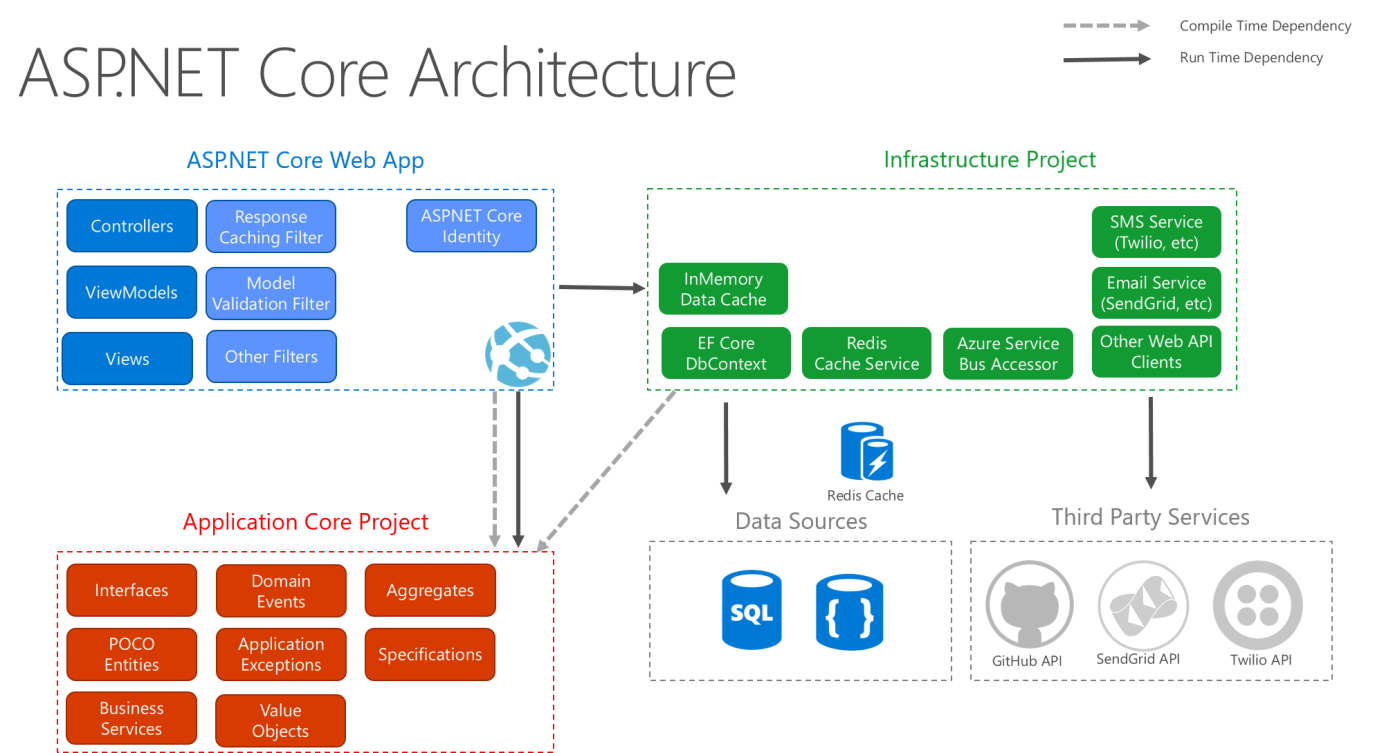 Compile Time Dependency
Run Time Dependency
ASP.NET Core Architecture
ASP.NET Core Web App
Controllers
Response
Caching Filter
ASPNET Core
Identity
ViewModels
Model
Validation Filter
Views
Other Filters
Infrastructure Project
SMS Service
(Twilio, etc)
InMemory
Data Cache
Email Service
(SendGrid, etc)
EF Core
DbContext
Redis
Cache Service
Azure Service
Bus Accessor
Other Web API
Clients
Redis Cache
Application Core Project
Interfaces
Domain
Events
Aggregates
POCO
Entities
Application
Exceptions
Specifications
Business
Services
Value
Objects
Data Sources
SQL
{ }
Third Party Services
GitHub API
SendGrid API
Twilio API